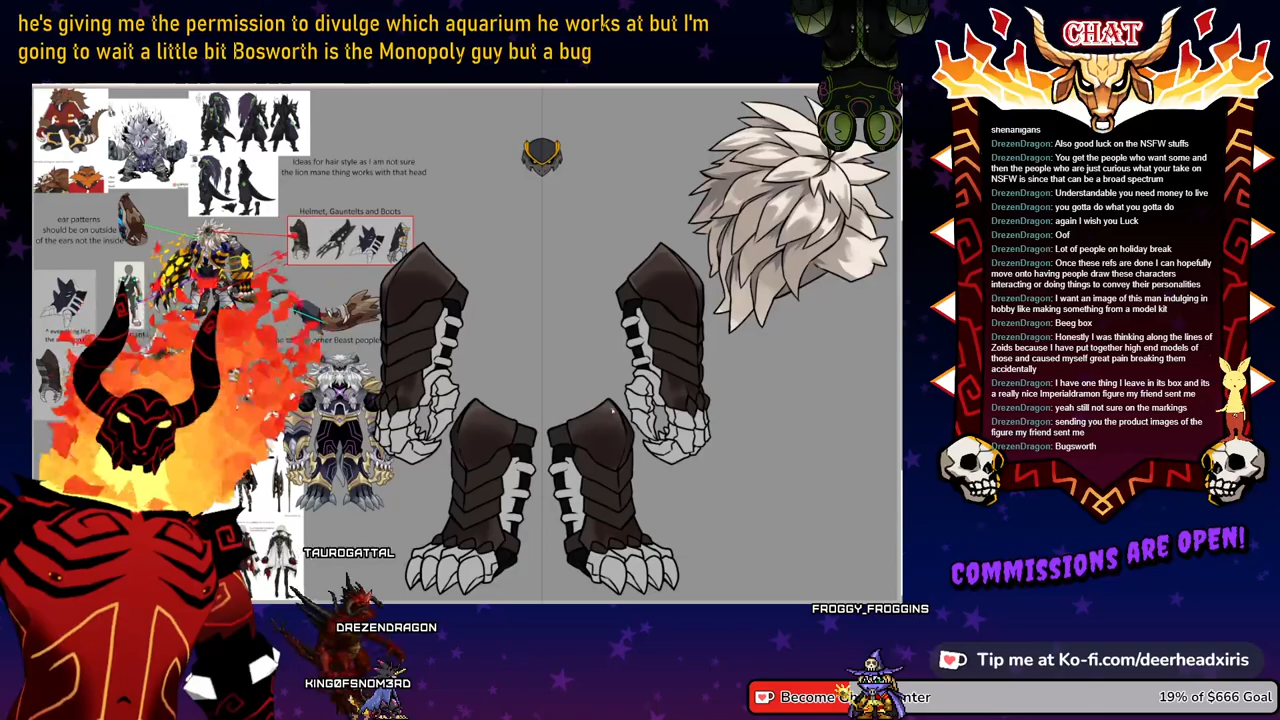 he's giving me the permission to divulge which aquarium he works at but I'm
going to wait a little bit Bosworth is the Monopoly guy but a bug
CHAT
shenanigans
DrezenDragon: Also good luck on the NSFW stuffs
DrezenDragon: You get the people who want some and
then the people who are just curious what your take on
NSFW is since that can be a broad spectrum
DrezenDragon: Understandable you need money to live
DrezenDragon: you gotta do what you gotta do
DrezenDragon: again I wish you Luck
DrezenDragon: Oof
DrezenDragon: Lot of people on holiday break
DrezenDragon: Once these refs are done I can hopefully
move onto having people draw these characters
interacting or doing things to convey their personalities
DrezenDragon: I want an image of this man indulging in
hobby like making something from a model kit
DrezenDragon: Beeg box
DrezenDragon: Honestly I was thinking along the lines of
Zoids because I have put together high end models of
those and caused myself great pain breaking them
accidentally
DrezenDragon: I have one thing I leave in its box and its
a really nice Imperialdramon figure my friend sent me
DrezenDragon: yeah still not sure on the markings
DrezenDragon: sending you the product images of the
figure my friend sent me
DrezenDragon: Bugsworth
Ideas for hair style as I am not sure
the lion mane thing works with that head
Helmet, Gauntelts and Boots
ear patterns
should be on outside
of the ears not the inside
other Beast people
TAUROGATTAL
DREZENDRAGON
KINGØFSNOM3RD
FROGGY_FROGGINS
COMMISSIONS ARE OPEN!
Tip me at Ko-fi.com/deerheadxiris
Become
19% of $666 Goal